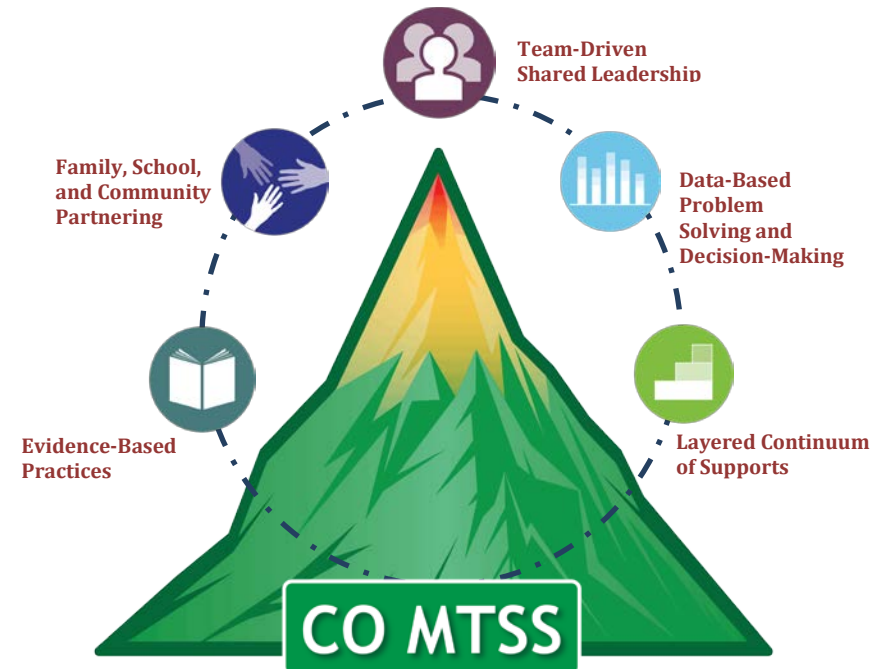 Team-Driven
Shared Leadership
Family, School,
and Community
Partnering
Data-Based
Problem
Solving and
Decision-Making
Evidence-Based
Practices
Layered Continuum
of Supports
CO MTSS